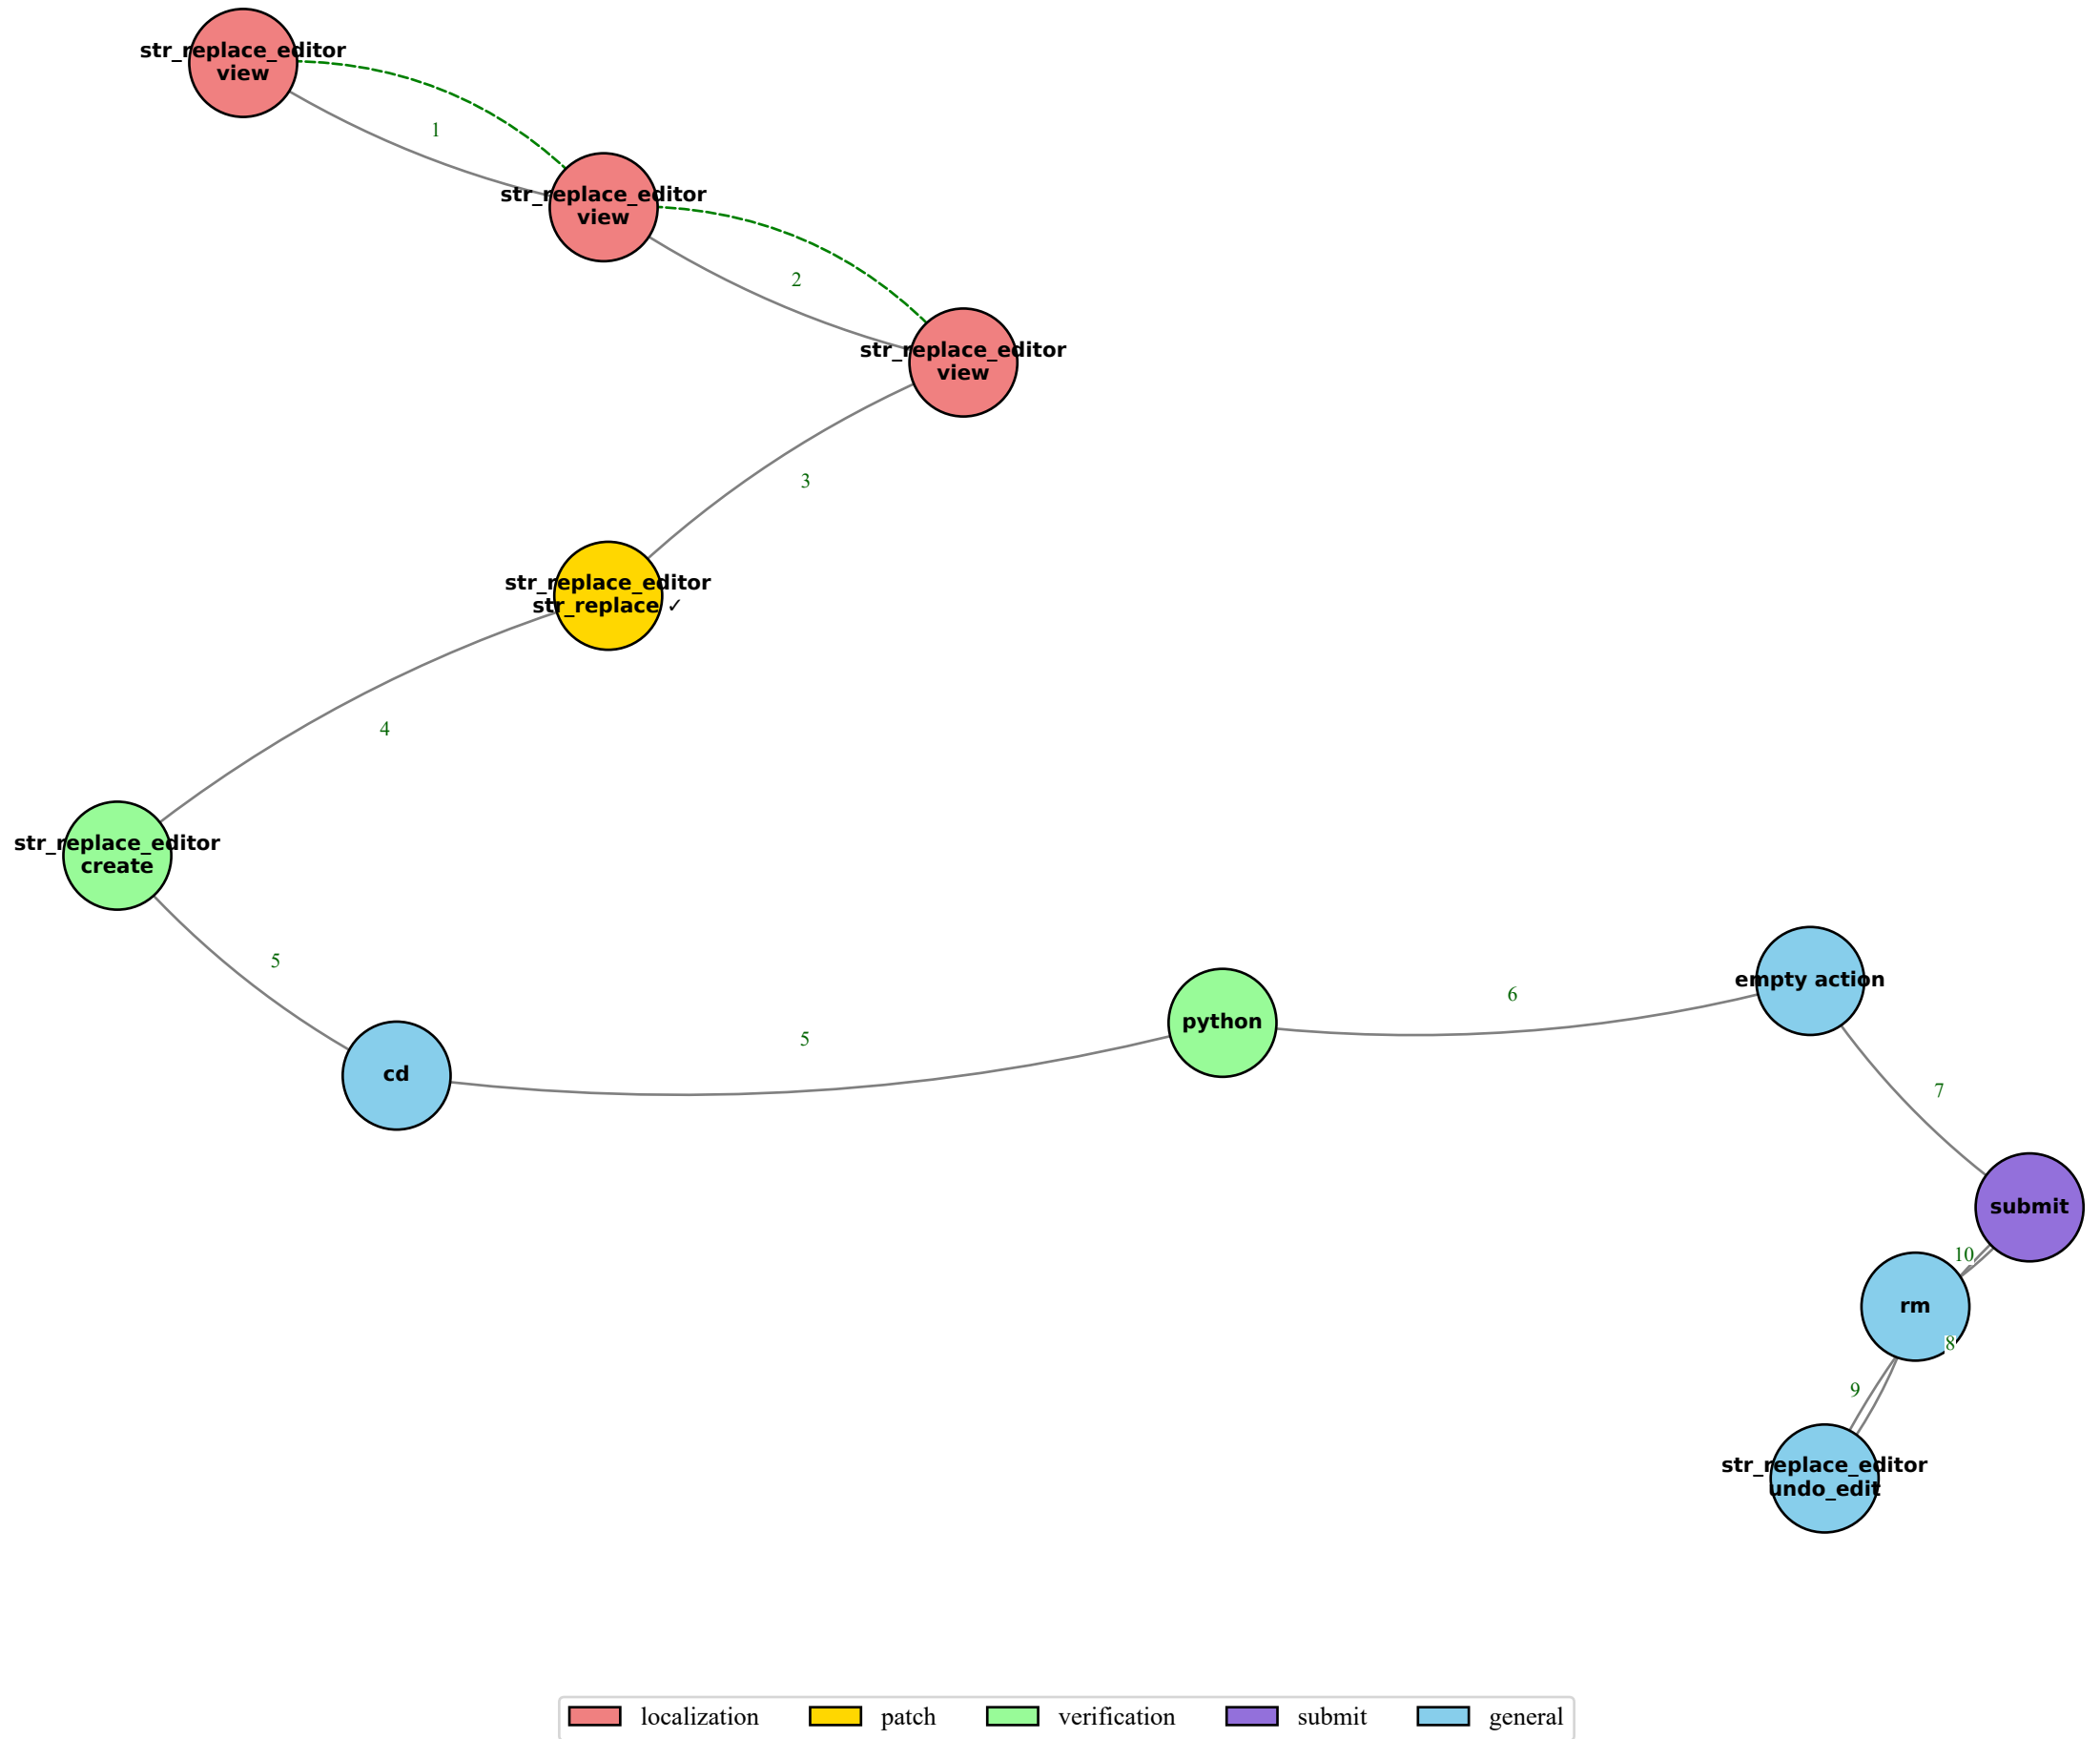 str_replace_editor
view
1
str_replace_editor
view
2
str_replace_editor
view
3
str_replace_editor
str_replace ✓
4
str_replace_editor
create
5
cd
5
python
6
empty action
7
submit
10
rm
8
9
str_replace_editor
undo_edit
localization patch verification submit general